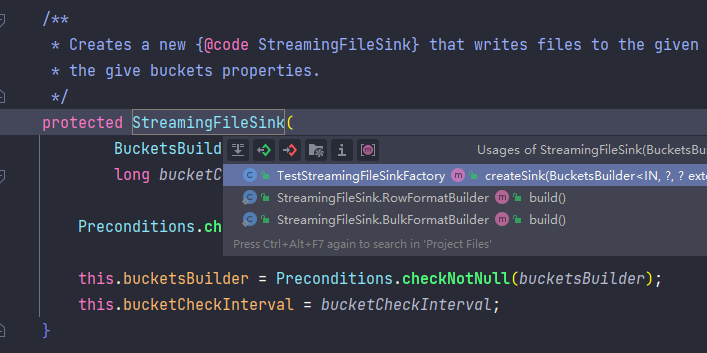 /**
* Creates a new {@code StreamingFileSink} that writes files to the given
* the give buckets properties.
*/
protected StreamingFileSink(
BucketsBuild
long bucketC
Usages of StreamingFileSink(BucketsBu
TestStreamingFileSinkFactory createSink(BucketsBuilder<IN, ?, ? exte
StreamingFileSink.RowFormatBuilder build()
StreamingFileSink.BulkFormatBuilder build()
Press Ctrl+Alt+F7 again to search in 'Project Files'
Preconditions.che
this.bucketsBuilder = Preconditions.checkNotNull(bucketsBuilder);
this.bucketCheckInterval = bucketCheckInterval;
}